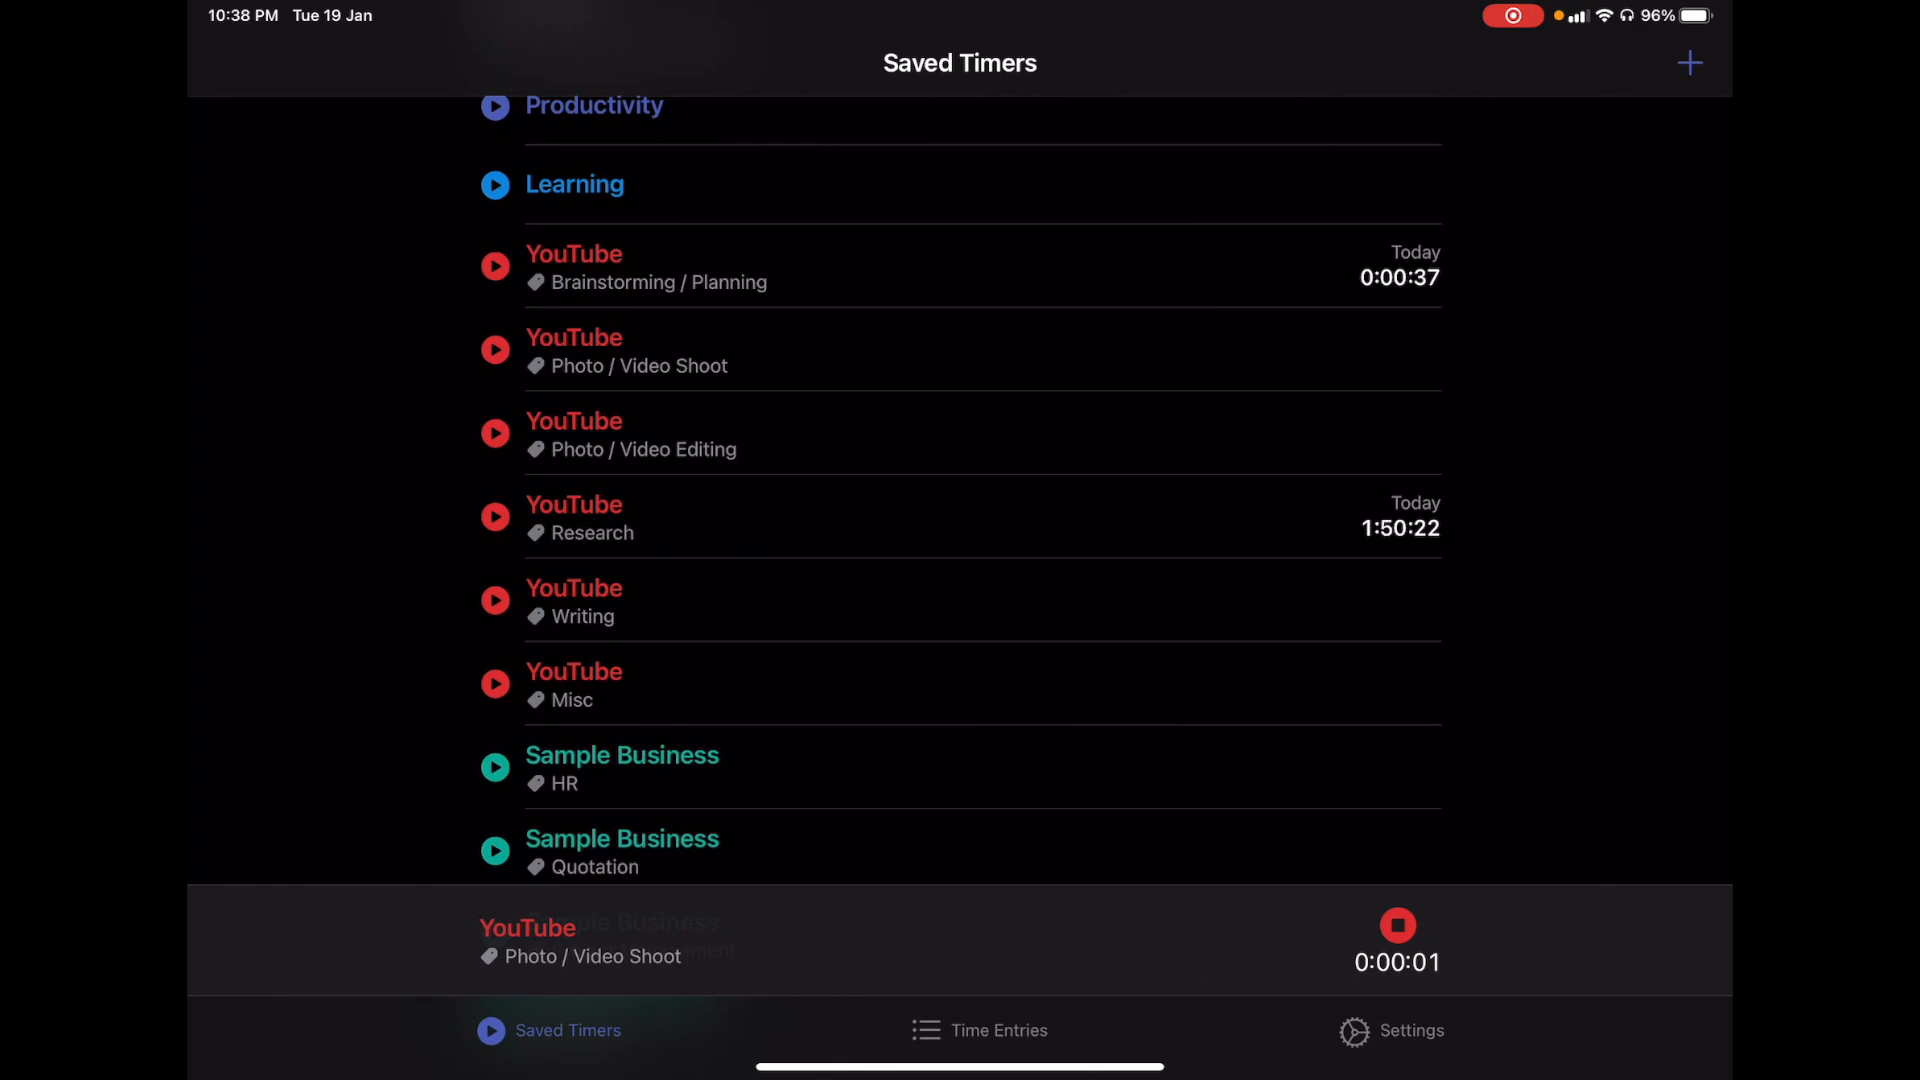 10:38 PM Tue 19 Jan
96%
Saved Timers
Productivity
Learning
YouTube
Brainstorming / Planning
Today
0:00:37
YouTube
Photo / Video Shoot
YouTube
Photo / Video Editing
YouTube
Research
Today
1:50:22
YouTube
Writing
YouTube
Misc
Sample Business
HR
Sample Business
Quotation
Sample Business
YouTube
Photo / Video Shoot
0:00:01
Saved Timers
Time Entries
Settings